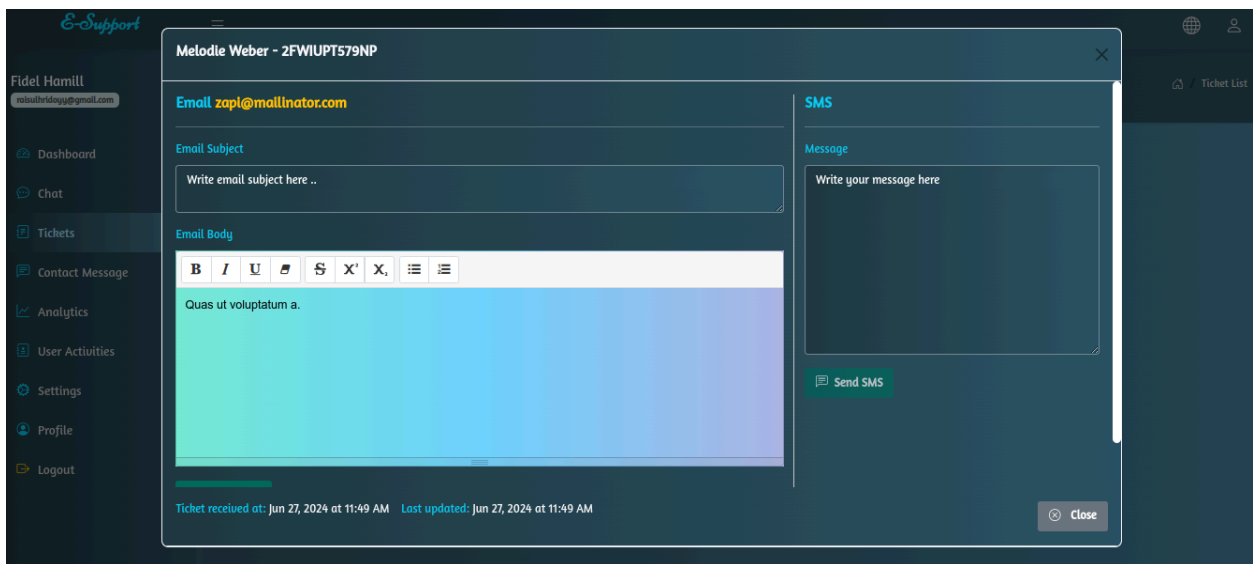 E-Support
Fidel Hamill
raisulhridoyy@gmail.com
Dashboard
Chat
Tickets
Contact Message
Analytics
User Activities
Settings
Profile
Logout
/ Ticket List
Melodie Weber - 2FWIUPT579NP
Email zapi@mailinator.com
Email Subject
Write email subject here ..
Email Body
B I U S X² X₂
Quas ut voluptatum a.
SMS
Message
Write your message here
Send SMS
Ticket received at: Jun 27, 2024 at 11:49 AM Last updated: Jun 27, 2024 at 11:49 AM
Close